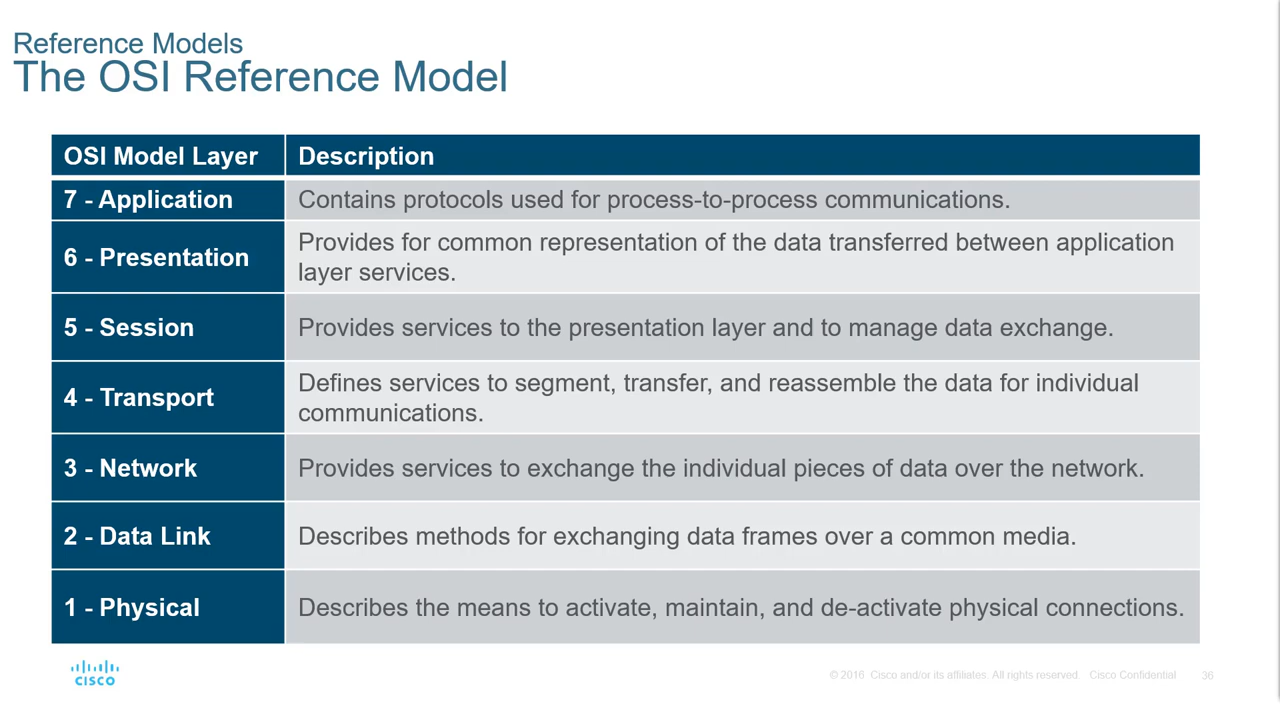 Reference Models
The OSI Reference Model
OSI Model Layer
Description
7 - Application
Contains protocols used for process-to-process communications.
6 - Presentation
Provides for common representation of the data transferred between application
layer services.
5 - Session
Provides services to the presentation layer and to manage data exchange.
4 - Transport
Defines services to segment, transfer, and reassemble the data for individual
communications.
3 - Network
Provides services to exchange the individual pieces of data over the network.
2 - Data Link
Describes methods for exchanging data frames over a common media.
1 - Physical
Describes the means to activate, maintain, and de-activate physical connections.
CISCO
© 2016 Cisco and/or its affiliates. All rights reserved. Cisco Confidential
36